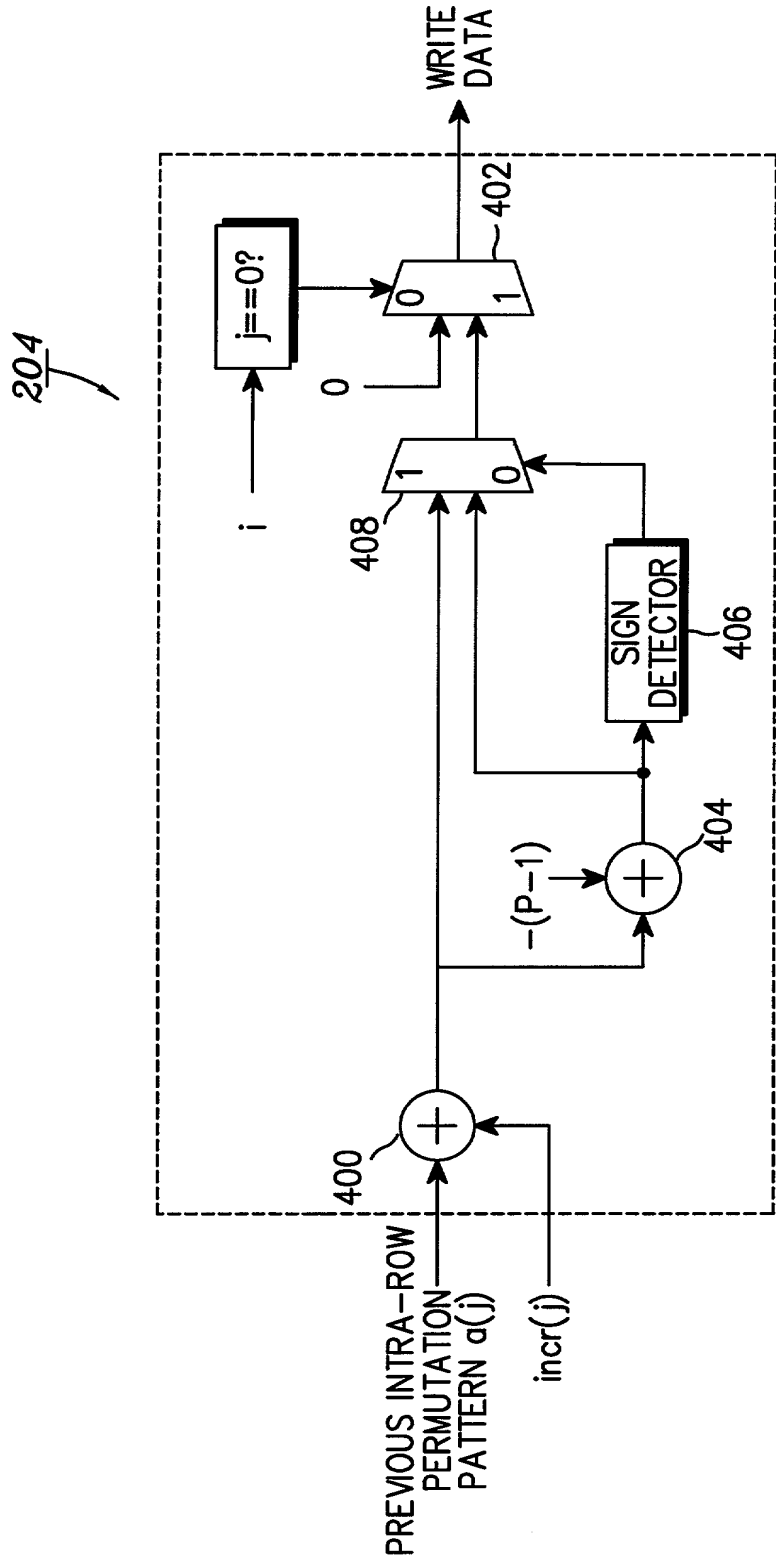 204
i
j==0?
0
408
1
0
0
1
402
WRITE
DATA
400
+
-(P-1)
+
404
SIGN
DETECTOR
406
PREVIOUS INTRA-ROW
PERMUTATION
PATTERN a(j)
incr(j)